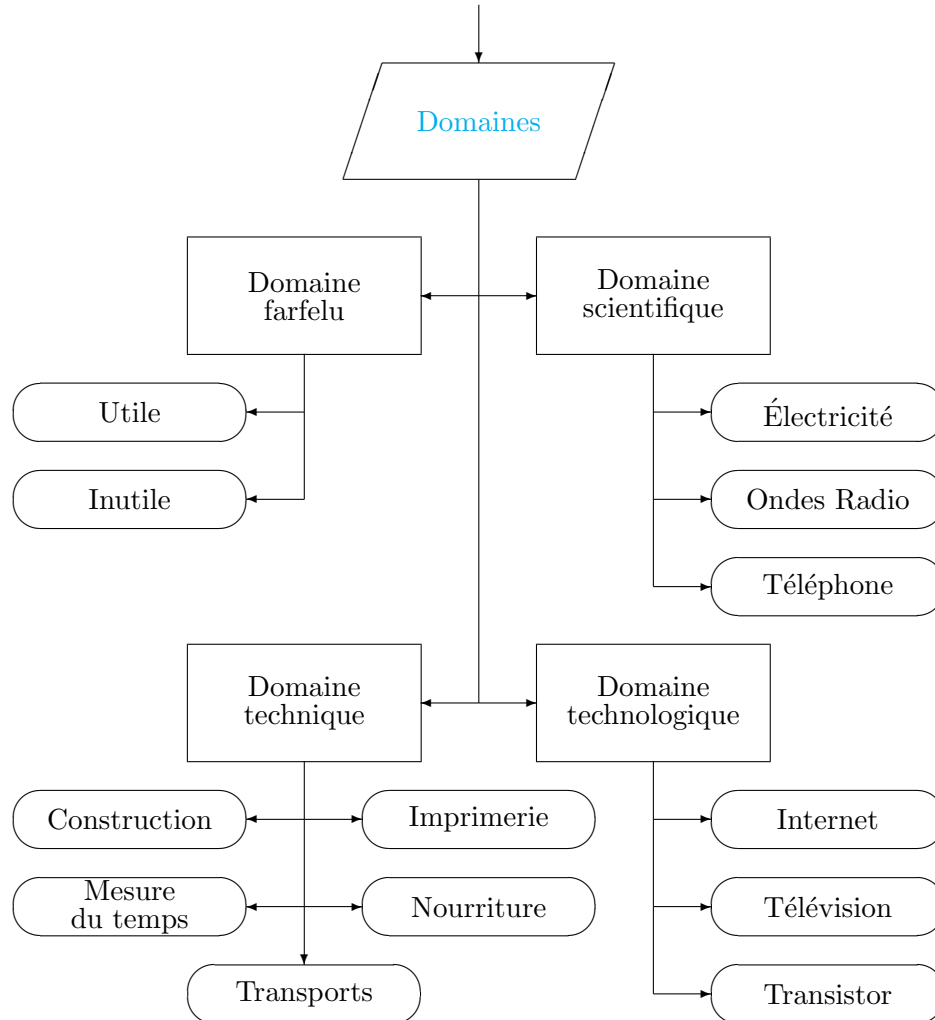 Domaines
Domaine
farfelu
Domaine
scientifique
Utile
Inutile
Électricité
Ondes Radio
Téléphone
Domaine
technique
Domaine
technologique
Construction
Imprimerie
Mesure
du temps
Nourriture
Transports
Internet
Télévision
Transistor